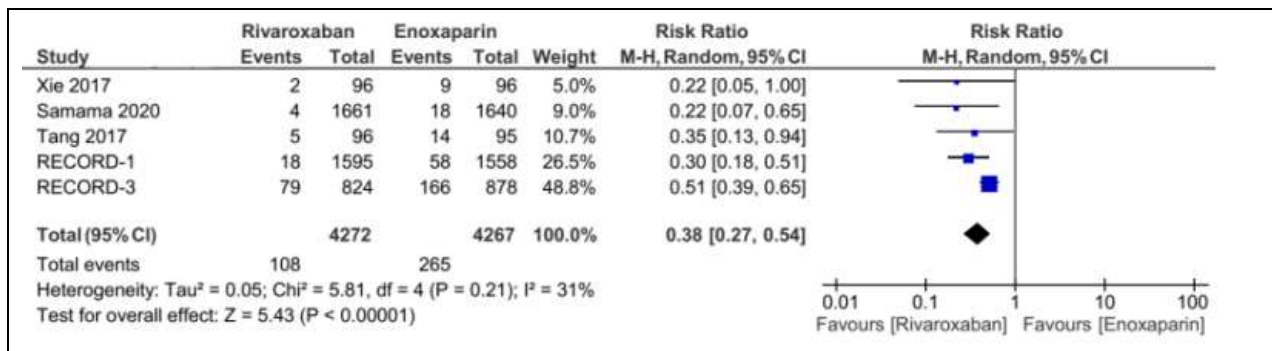 Rivaroxaban Enoxaparin Risk Ratio Risk Ratio
Study Events Total Events Total Weight M-H, Random, 95% CI M-H, Random, 95% CI
Xie 2017 2 96 9 96 5.0% 0.22 [0.05, 1.00]
Samama 2020 4 1661 18 1640 9.0% 0.22 [0.07, 0.65]
Tang 2017 5 96 14 95 10.7% 0.35 [0.13, 0.94]
RECORD-1 18 1595 58 1558 26.5% 0.30 [0.18, 0.51]
RECORD-3 79 824 166 878 48.8% 0.51 [0.39, 0.65]
Total (95% CI) 4272 4267 100.0% 0.38 [0.27, 0.54]
Total events 108 265
Heterogeneity: Tau² = 0.05; Chi² = 5.81, df = 4 (P = 0.21); I² = 31%
Test for overall effect: Z = 5.43 (P < 0.00001)
0.01 0.1 1 10 100
Favours [Rivaroxaban] Favours [Enoxaparin]